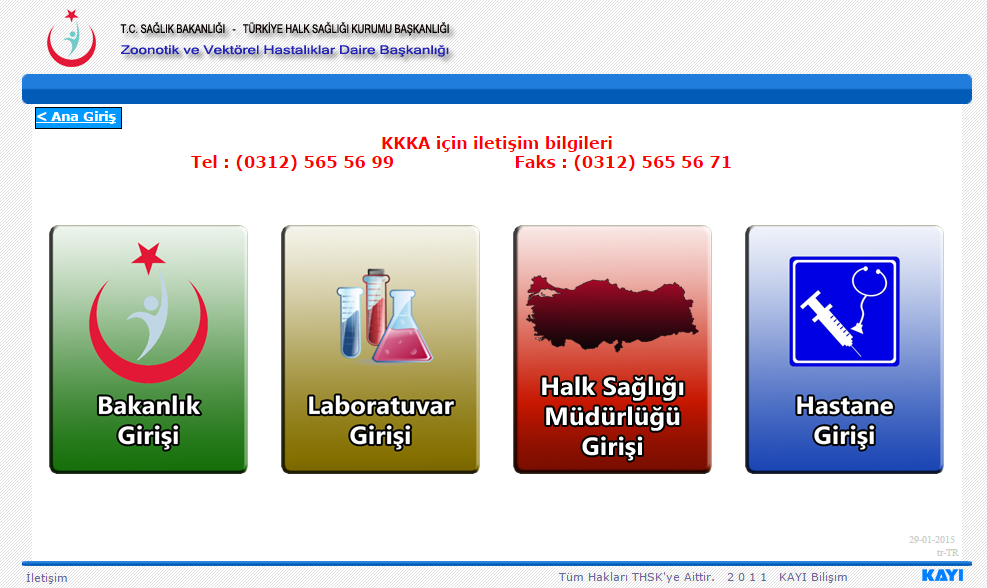 T.C. SAĞLIK BAKANLIĞI - TÜRKİYE HALK SAĞLIĞI KURUMU BAŞKANLIĞI
Zoonotik ve Vektörel Hastalıklar Daire Başkanlığı
< Ana Giriş
KKKA için iletişim bilgileri
Tel : (0312) 565 56 99 Faks : (0312) 565 56 71
Bakanlık
Girişi
Laboratuvar
Girişi
Halk Sağlığı
Müdürlüğü
Girişi
Hastane
Girişi
29-01-2015
tr-TR
İletişim
Tüm Hakları THSK'ye Aittir. 2 0 1 1 KAYI Bilişim
KAYI